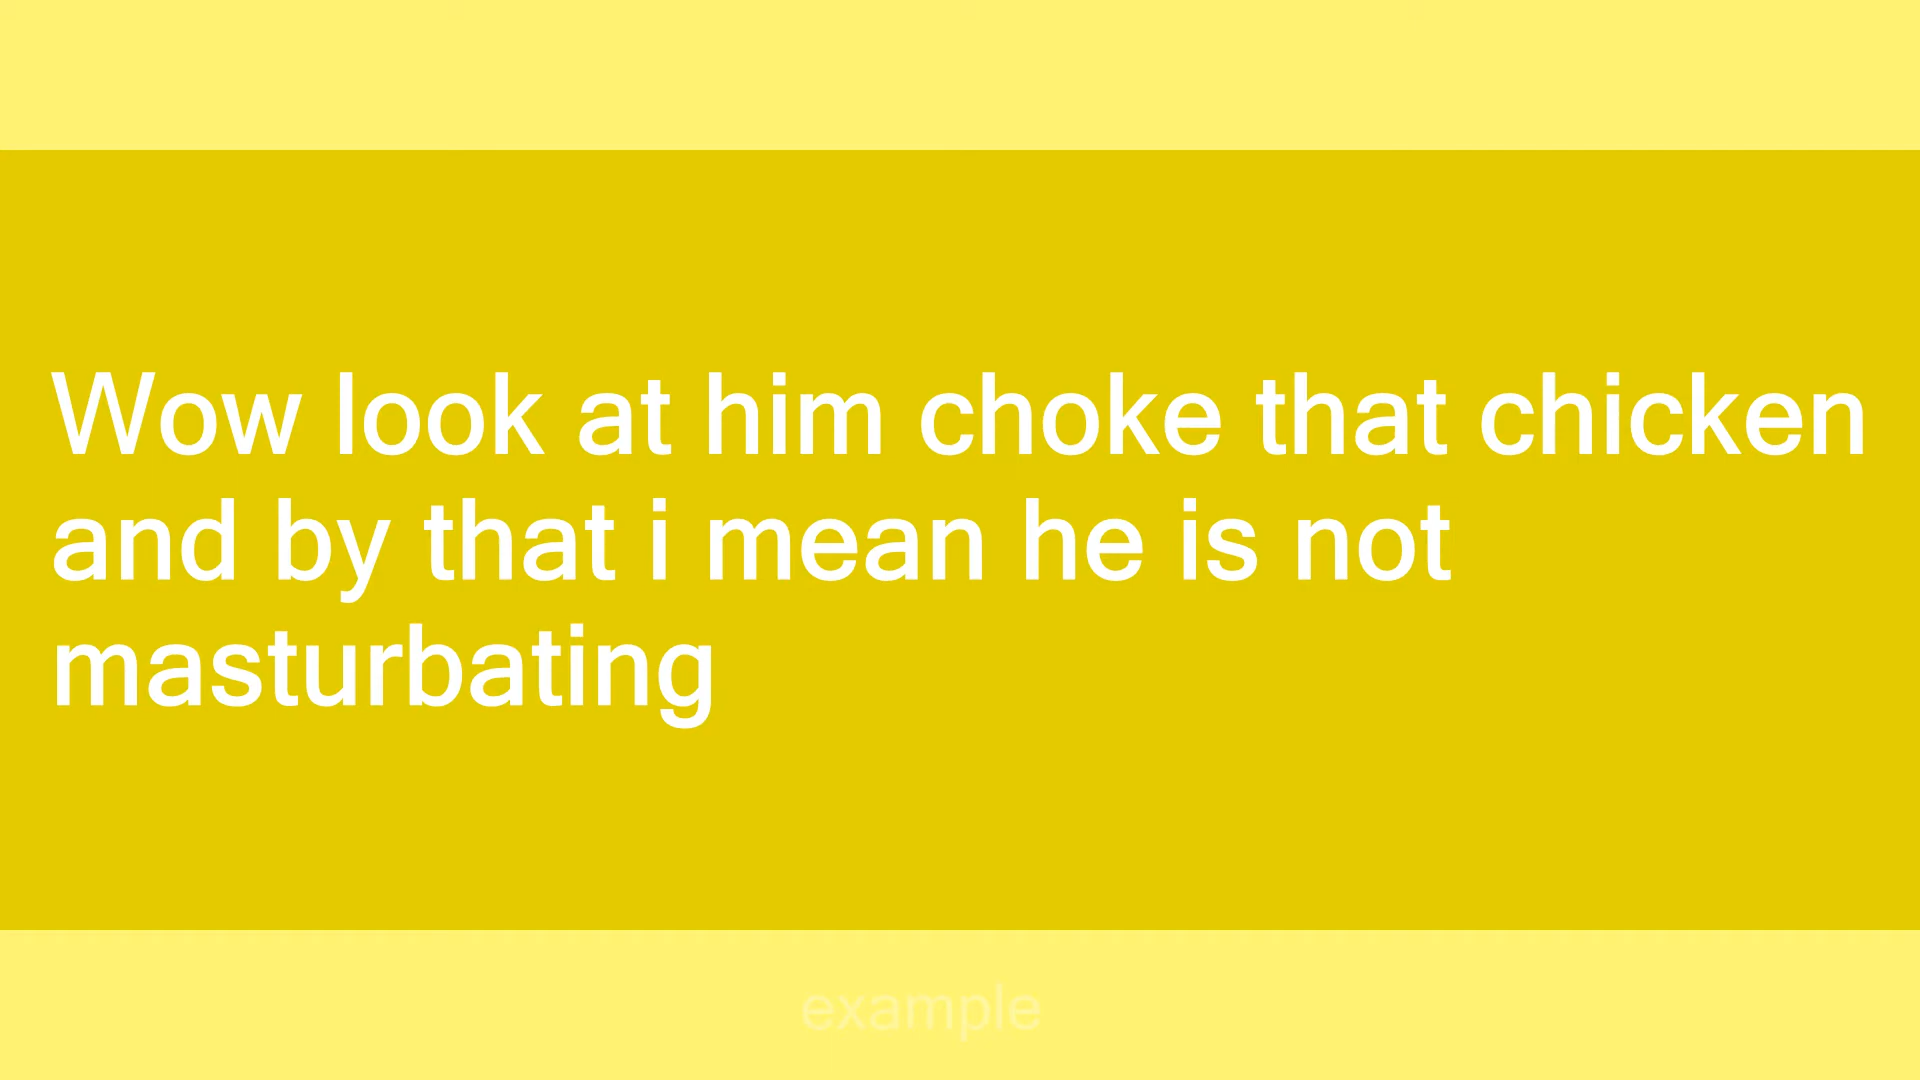 Wow look at him choke that chicken
and by that i mean he is not
masturbating
example